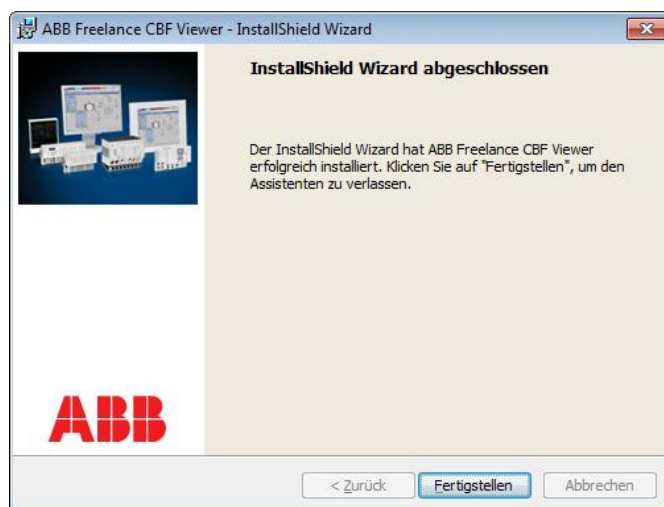 ABB Freelance CBF Viewer - InstallShield Wizard
InstallShield Wizard abgeschlossen
Der InstallShield Wizard hat ABB Freelance CBF Viewer
erfolgreich installiert. Klicken Sie auf "Fertigstellen", um den
Assistenten zu verlassen.
ABB
< Zurück Fertigstellen Abbrechen